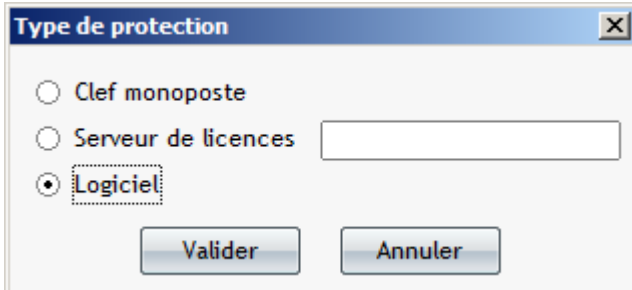 Type de protection
Clef monoposte
Serveur de licences
Logiciel
Valider Annuler